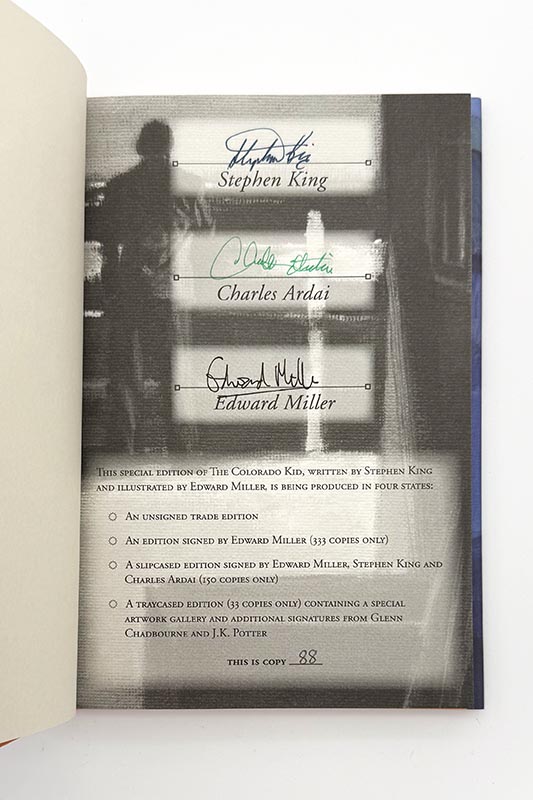 Stephen King
Stephen King
Charles Ardai
Edward Miller
Edward Miller
This special edition of The Colorado Kid, written by Stephen King
and illustrated by Edward Miller, is being produced in four states:
An unsigned trade edition
An edition signed by Edward Miller (333 copies only)
A slipcased edition signed by Edward Miller, Stephen King and
Charles Ardai (150 copies only)
A traycased edition (33 copies only) containing a special
artwork gallery and additional signatures from Glenn
Chadbourne and J.K. Potter
this is copy 88